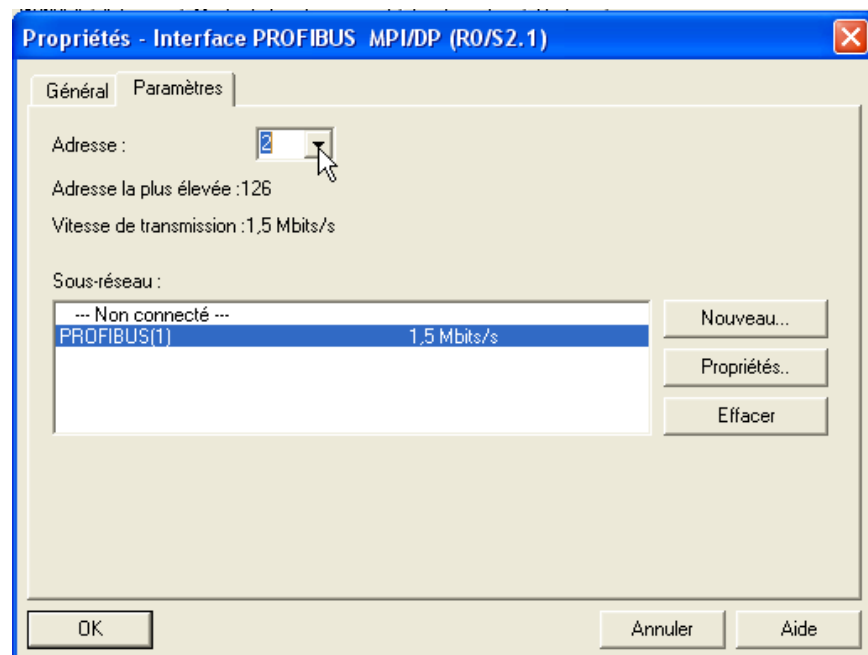 Propriétés - Interface PROFIBUS MPI/DP (R0/S2.1)
Général Paramètres
Adresse : 2
Adresse la plus élevée :126
Vitesse de transmission :1,5 Mbits/s
Sous-réseau :
--- Non connecté ---
PROFIBUS(1) 1,5 Mbits/s
Nouveau...
Propriétés..
Effacer
OK Annuler Aide